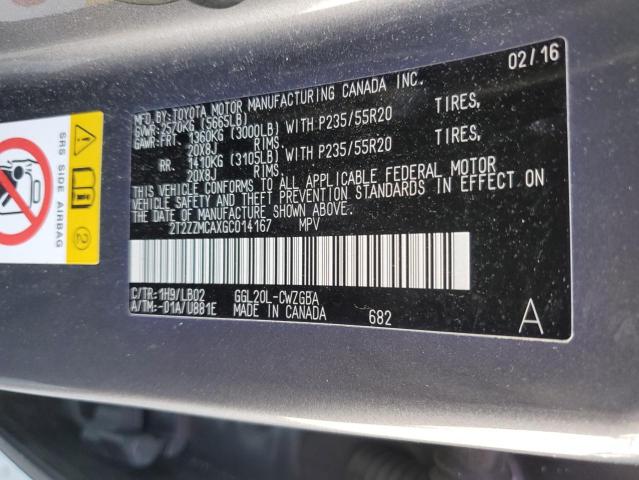 02/16
MFD.BY:TOYOTA MOTOR MANUFACTURING CANADA INC.
GVWR:2570KG (5665LB)
GAWR:FRT. 1360KG (3000LB) WITH P235/55R20 TIRES,
20X8J RIMS.
RR. 1410KG (3105LB) WITH P235/55R20 TIRES,
20X8J RIMS.
THIS VEHICLE CONFORMS TO ALL APPLICABLE FEDERAL MOTOR
VEHICLE SAFETY AND THEFT PREVENTION STANDARDS IN EFFECT ON
THE DATE OF MANUFACTURE SHOWN ABOVE.
2T2ZZMCAXGC014167 MPV
C/TR:1H9/LB02 GGL20L-CWZGBA
A/TM:-01A/U881E MADE IN CANADA 682 A
SRS SIDE AIRBAG
2